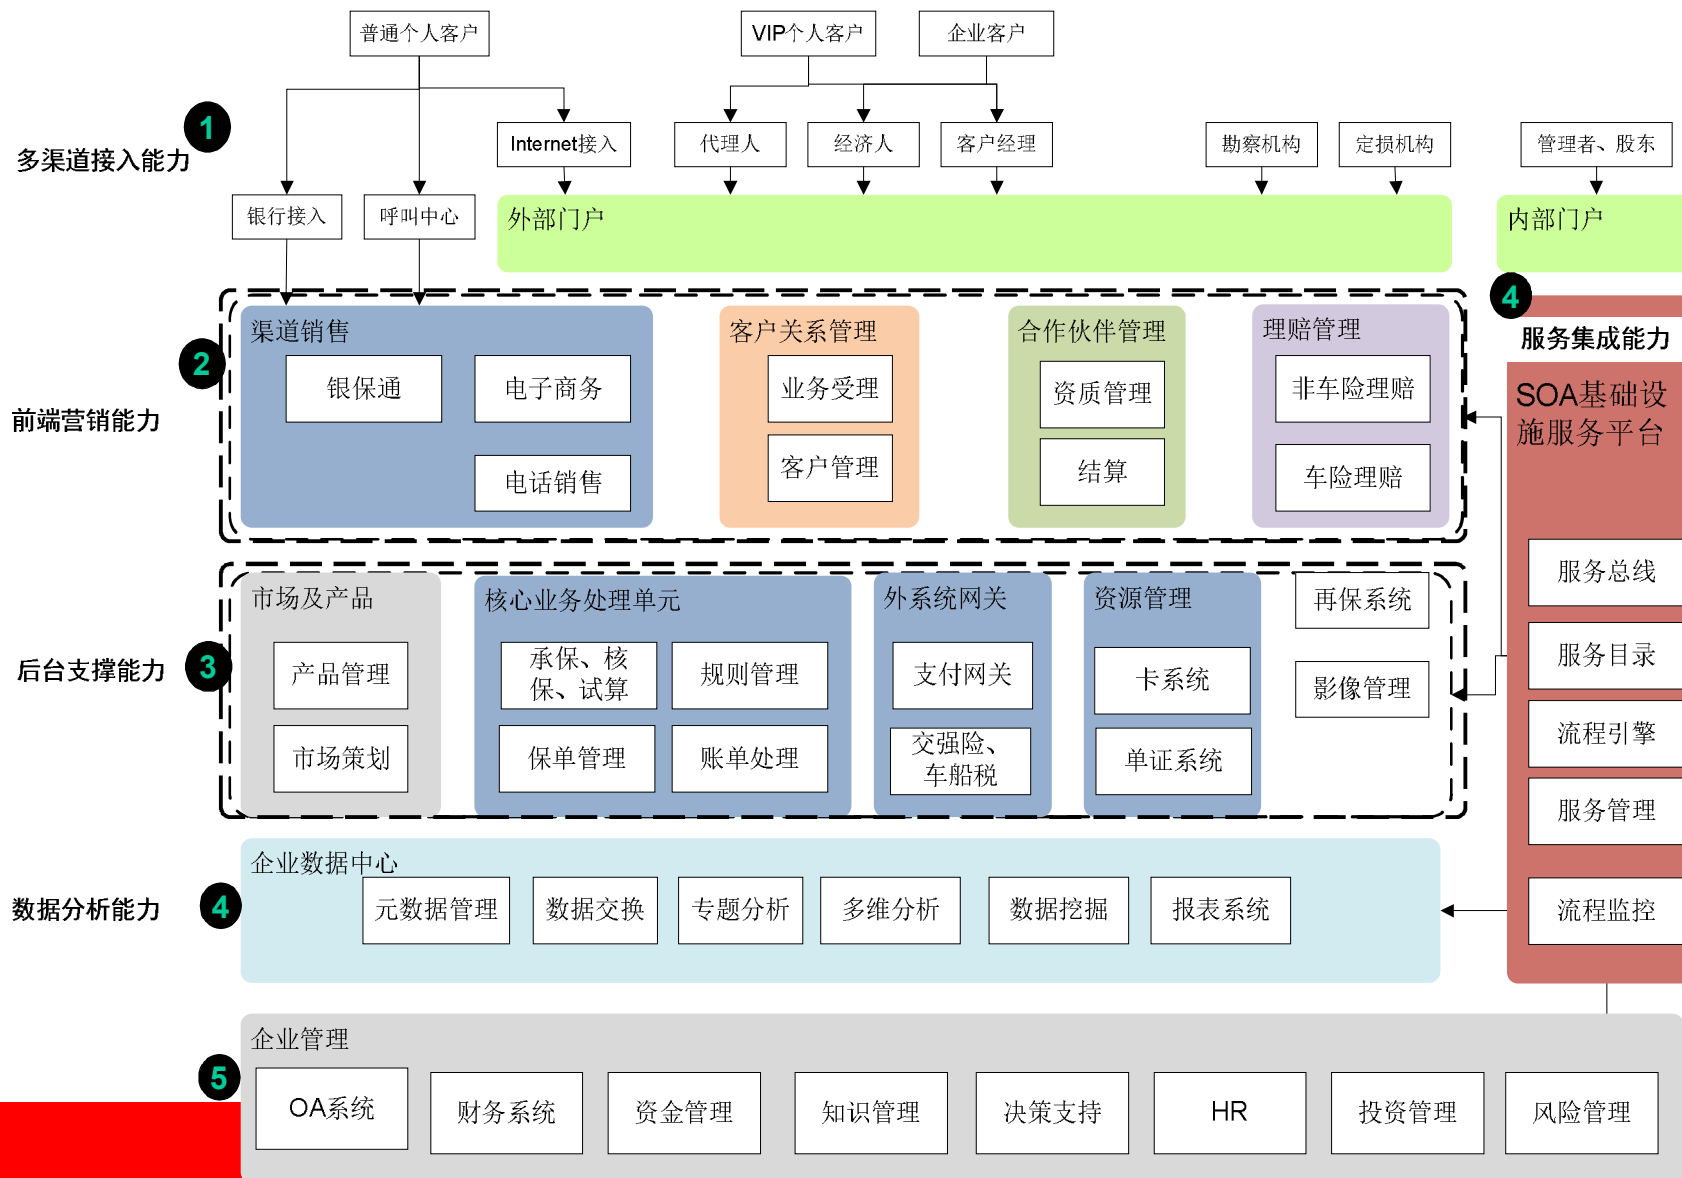 普通个人客户
VIP个人客户
企业客户
1
多渠道接入能力
Internet接入
代理人
经济人
客户经理
勘察机构
定损机构
管理者、股东
银行接入
呼叫中心
外部门户
内部门户
2
前端营销能力
渠道销售
银保通
电子商务
电话销售
客户关系管理
业务受理
客户管理
合作伙伴管理
资质管理
结算
理赔管理
非车险理赔
车险理赔
4
服务集成能力
SOA基础设
施服务平台
服务总线
服务目录
流程引擎
服务管理
流程监控
3
后台支撑能力
市场及产品
产品管理
市场策划
核心业务处理单元
承保、核
保、试算
规则管理
保单管理
账单处理
外系统网关
支付网关
交强险、
车船税
资源管理
卡系统
单证系统
再保系统
影像管理
4
数据分析能力
企业数据中心
元数据管理
数据交换
专题分析
多维分析
数据挖掘
报表系统
5
企业管理
OA系统
财务系统
资金管理
知识管理
决策支持
HR
投资管理
风险管理